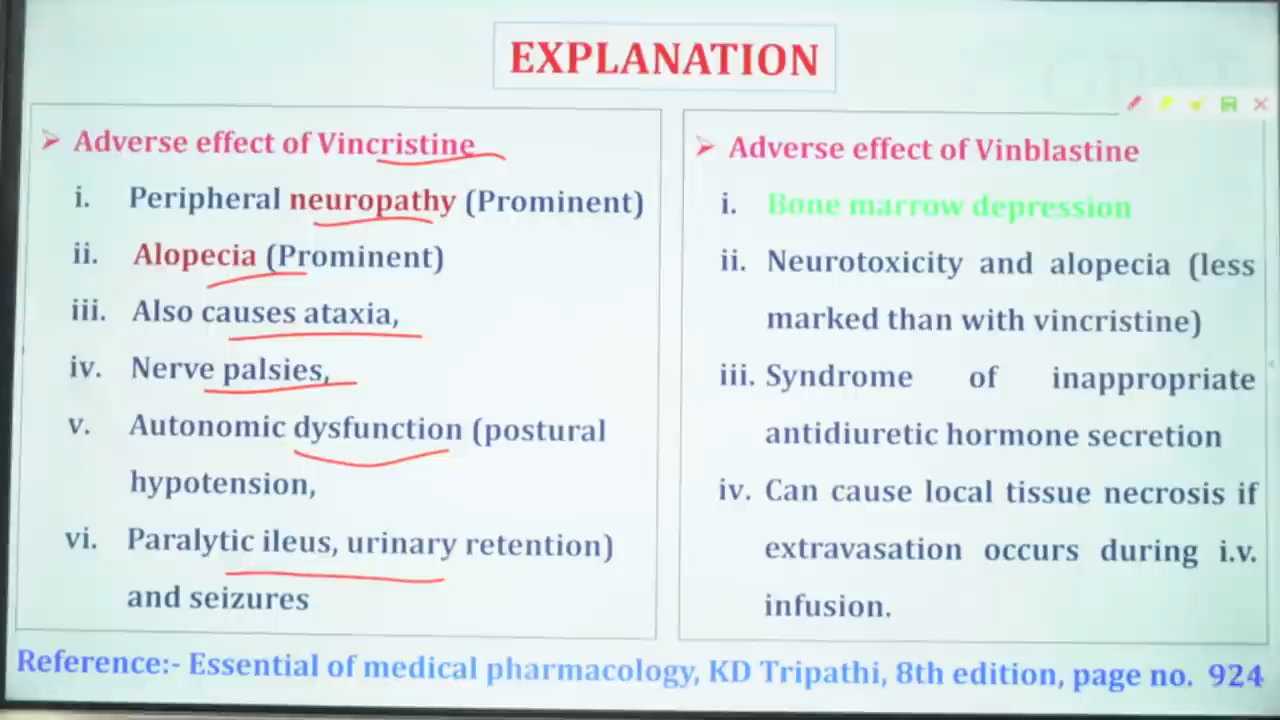 EXPLANATION
➢ Adverse effect of Vincristine
i. Peripheral neuropathy (Prominent)
ii. Alopecia (Prominent)
iii. Also causes ataxia,
iv. Nerve palsies,
v. Autonomic dysfunction (postural
hypotension,
vi. Paralytic ileus, urinary retention)
and seizures
➢ Adverse effect of Vinblastine
i. Bone marrow depression
ii. Neurotoxicity and alopecia (less
marked than with vincristine)
iii. Syndrome of inappropriate
antidiuretic hormone secretion
iv. Can cause local tissue necrosis if
extravasation occurs during i.v.
infusion.
Reference:- Essential of medical pharmacology, KD Tripathi, 8th edition, page no. 924